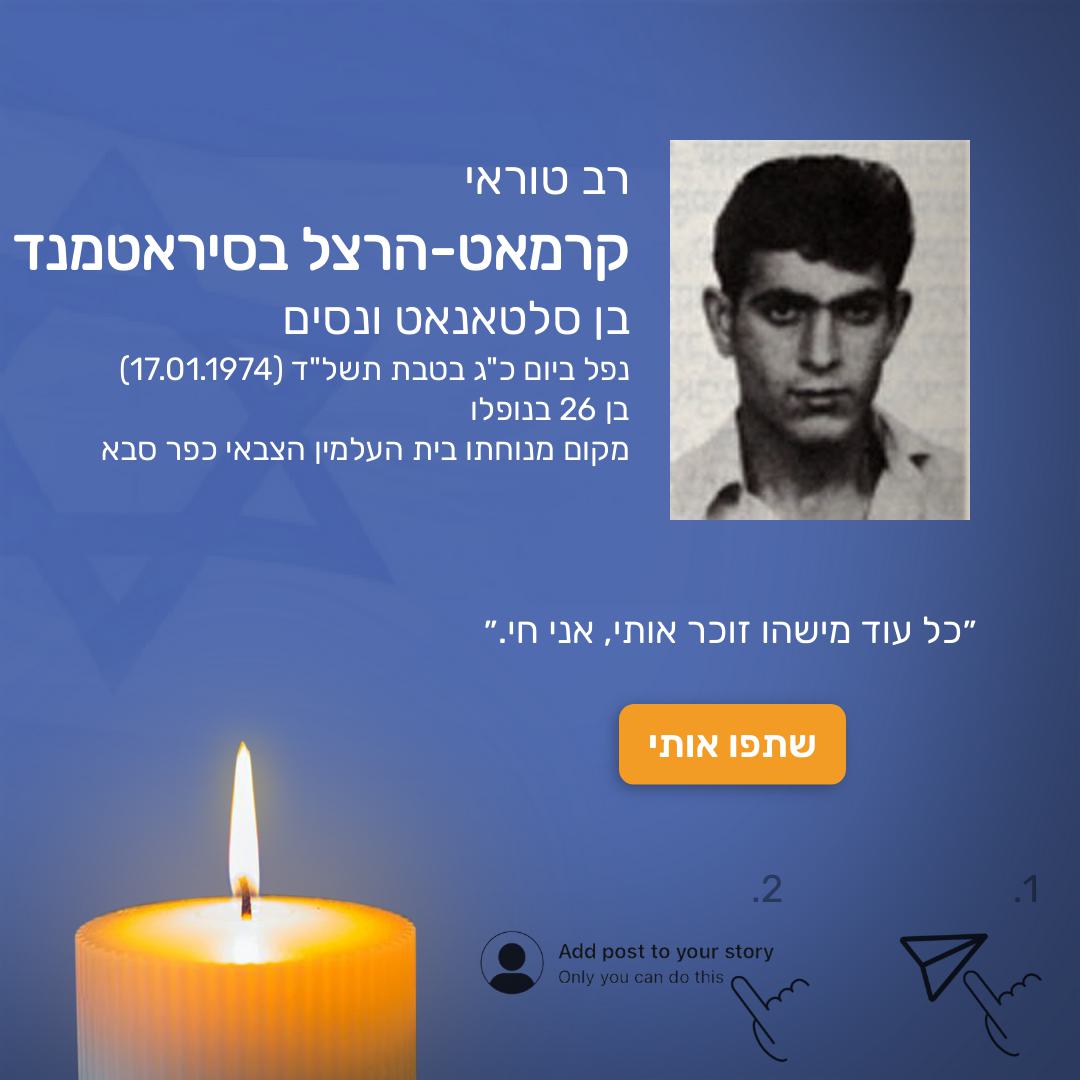 רב טוראי
קרמאט-הרצל בסיראטמנד
בן סלטאנאט ונסים
נפל ביום כ"ג בטבת תשל"ד (17.01.1974)
בן 26 בנופלו
מקום מנוחתו בית העלמין הצבאי כפר סבא
״כל עוד מישהו זוכר אותי, אני חי.״
שתפו אותי
.1
.2
Add post to your story
Only you can do this